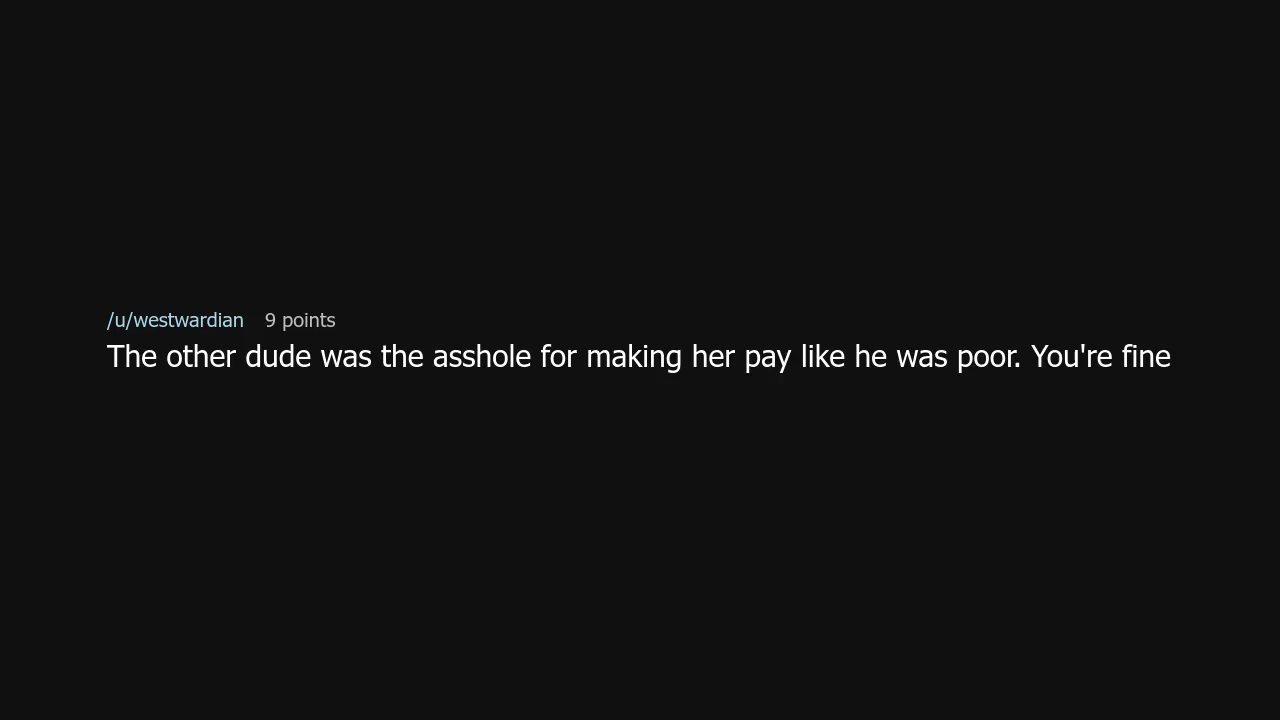 /u/westwardian 9 points
The other dude was the asshole for making her pay like he was poor. You're fine